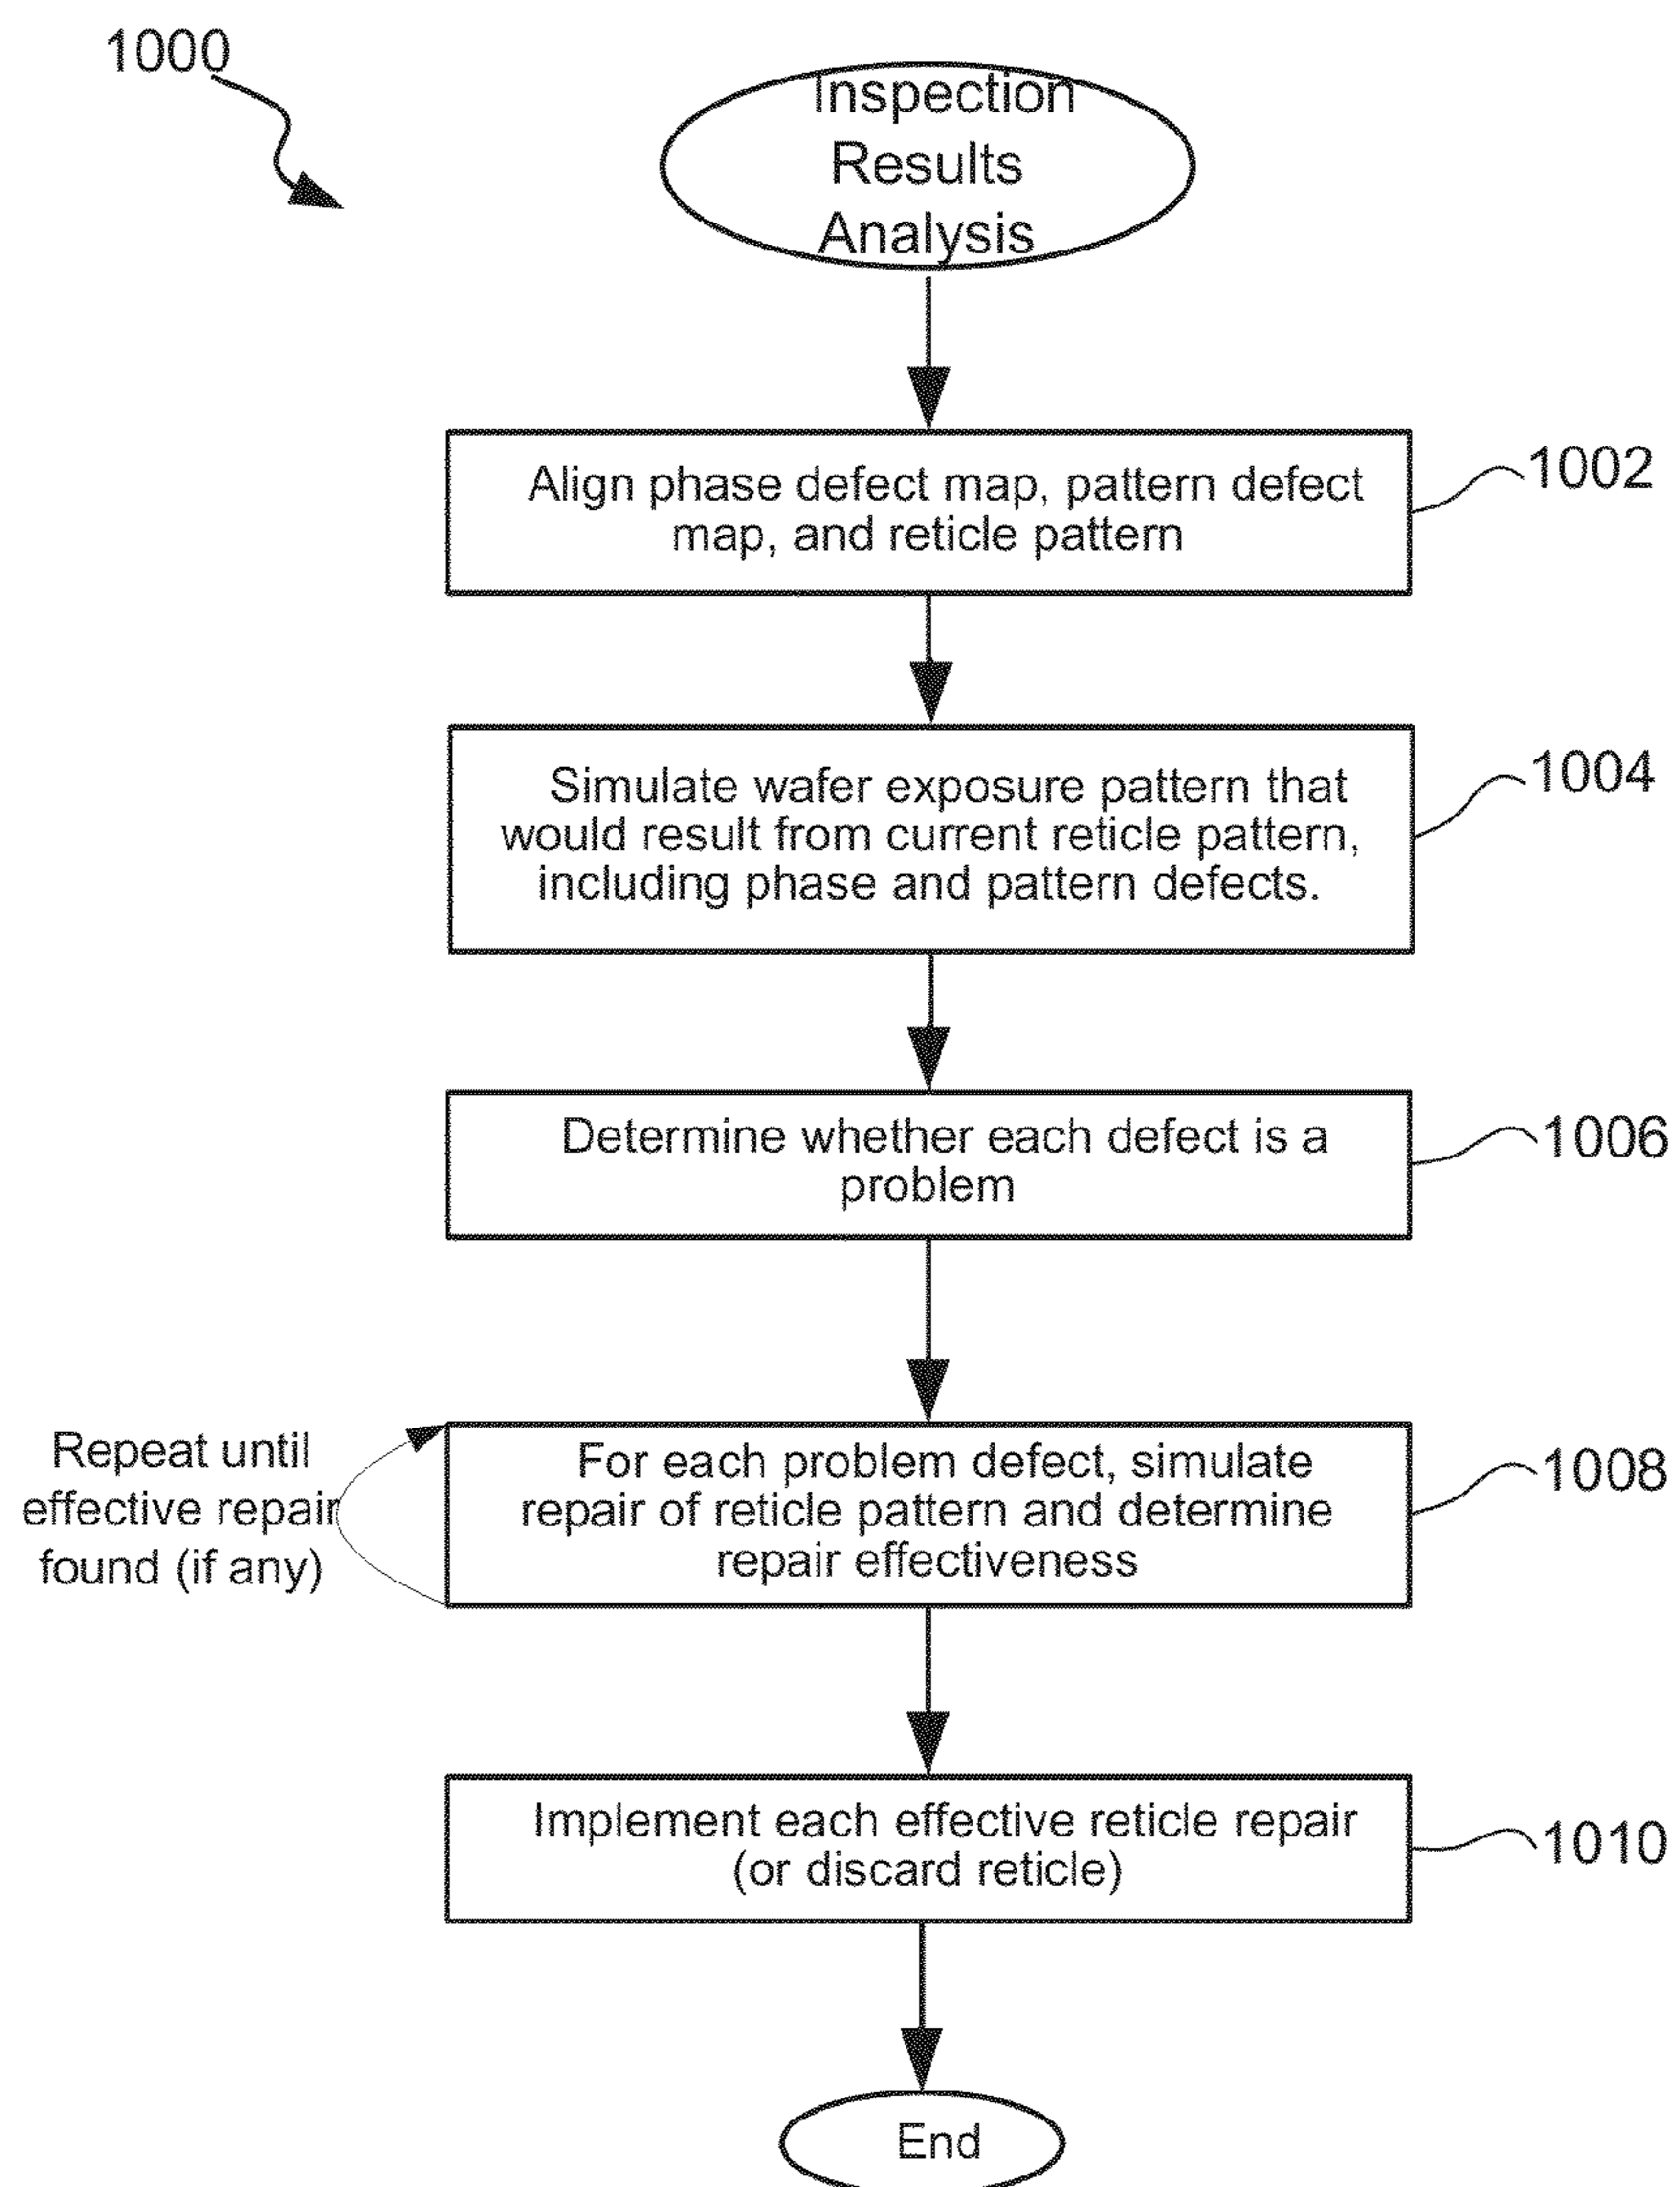 1000
Inspection
Results
Analysis
Align phase defect map, pattern defect
map, and reticle pattern
1002
Simulate wafer exposure pattern that
would result from current reticle pattern,
including phase and pattern defects.
1004
Determine whether each defect is a
problem
1006
Repeat until
effective repair
found (if any)
For each problem defect, simulate
repair of reticle pattern and determine
repair effectiveness
1008
Implement each effective reticle repair
(or discard reticle)
1010
End